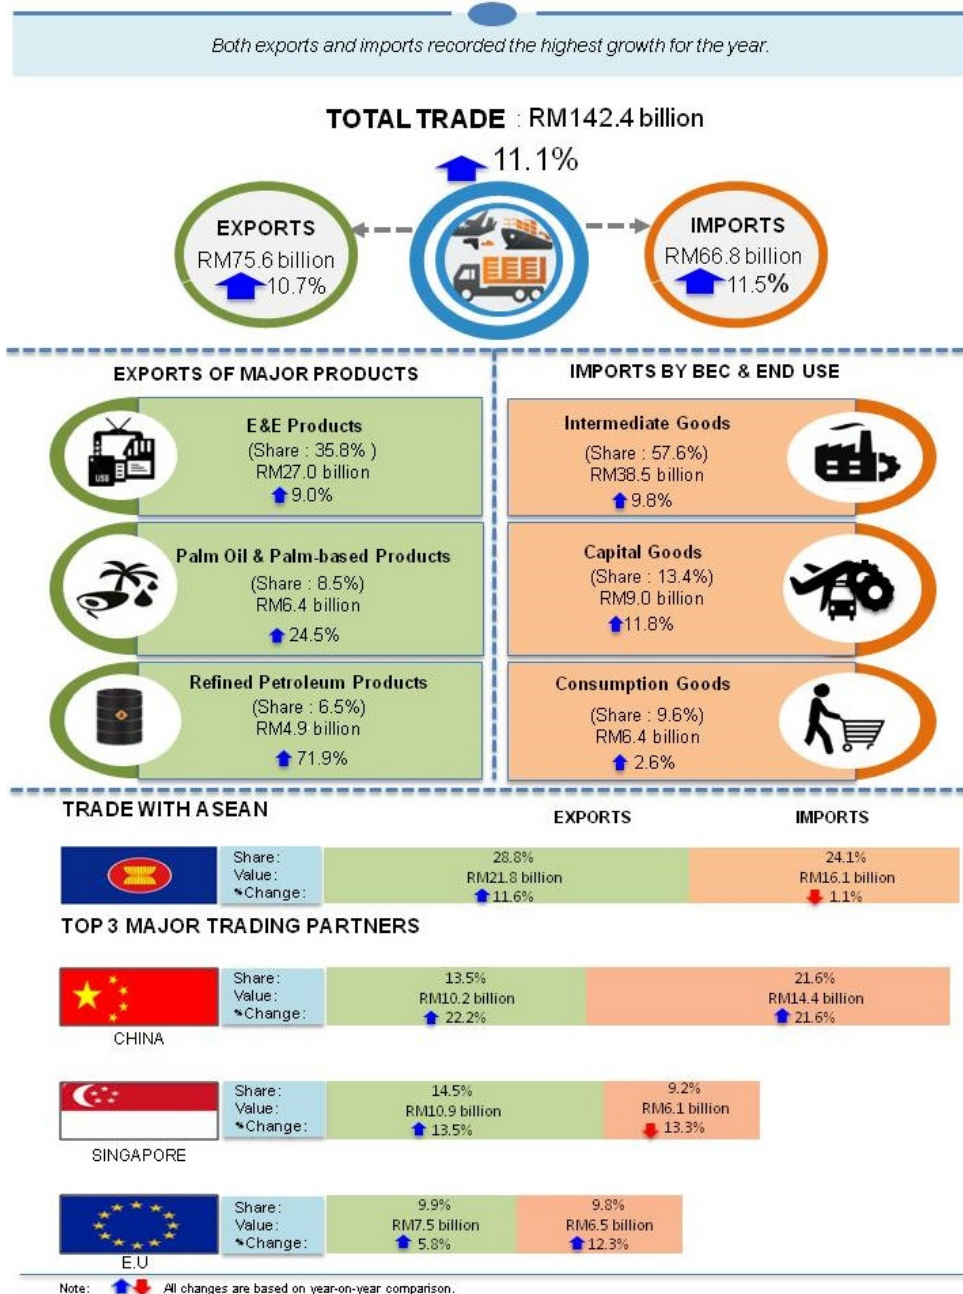 Both exports and imports recorded the highest growth for the year.
TOTAL TRADE : RM142.4 billion
11.1%
EXPORTS
RM75.6 billion
10.7%
IMPORTS
RM66.8 billion
11.5%
EXPORTS OF MAJOR PRODUCTS
E&E Products
(Share : 35.8% )
RM27.0 billion
9.0%
USB
Palm Oil & Palm-based Products
(Share : 8.5%)
RM6.4 billion
24.5%
Refined Petroleum Products
(Share : 6.5%)
RM4.9 billion
71.9%
IMPORTS BY BEC & END USE
Intermediate Goods
(Share : 57.6%)
RM38.5 billion
9.8%
Capital Goods
(Share : 13.4%)
RM9.0 billion
11.8%
Consumption Goods
(Share : 9.6%)
RM6.4 billion
2.6%
TRADE WITH ASEAN EXPORTS IMPORTS
Share: 28.8% 24.1%
Value: RM21.8 billion RM16.1 billion
%Change: 11.6% 1.1%
TOP 3 MAJOR TRADING PARTNERS
Share: 13.5% 21.6%
Value: RM10.2 billion RM14.4 billion
%Change: 22.2% 21.6%
CHINA
Share: 14.5% 9.2%
Value: RM10.9 billion RM6.1 billion
%Change: 13.5% 13.3%
SINGAPORE
Share: 9.9% 9.8%
Value: RM7.5 billion RM6.5 billion
%Change: 5.8% 12.3%
E.U
Note: All changes are based on year-on-year comparison.